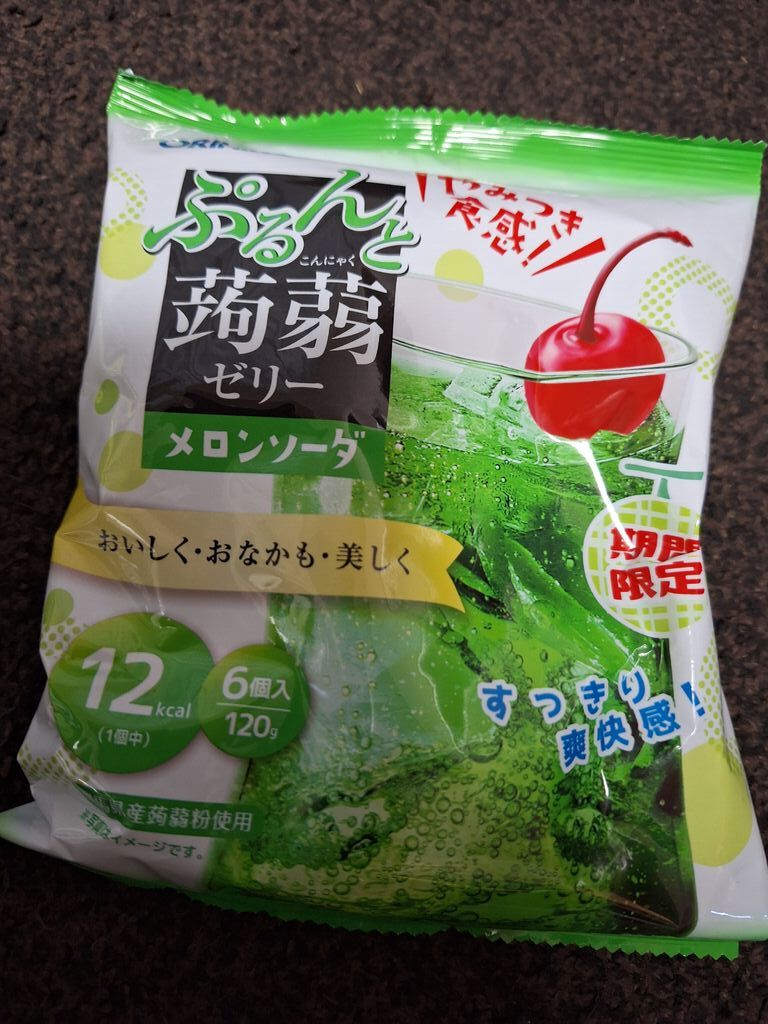 ぷるんと
こんにゃく
蒟蒻
ゼリー
メロンソーダ
やみつき
食感!
おいしく・おなかも・美しく
期間
限定
12kcal
(1個中)
6個入
120g
すっきり
爽快感!
県産蒟蒻粉使用
イメージです。